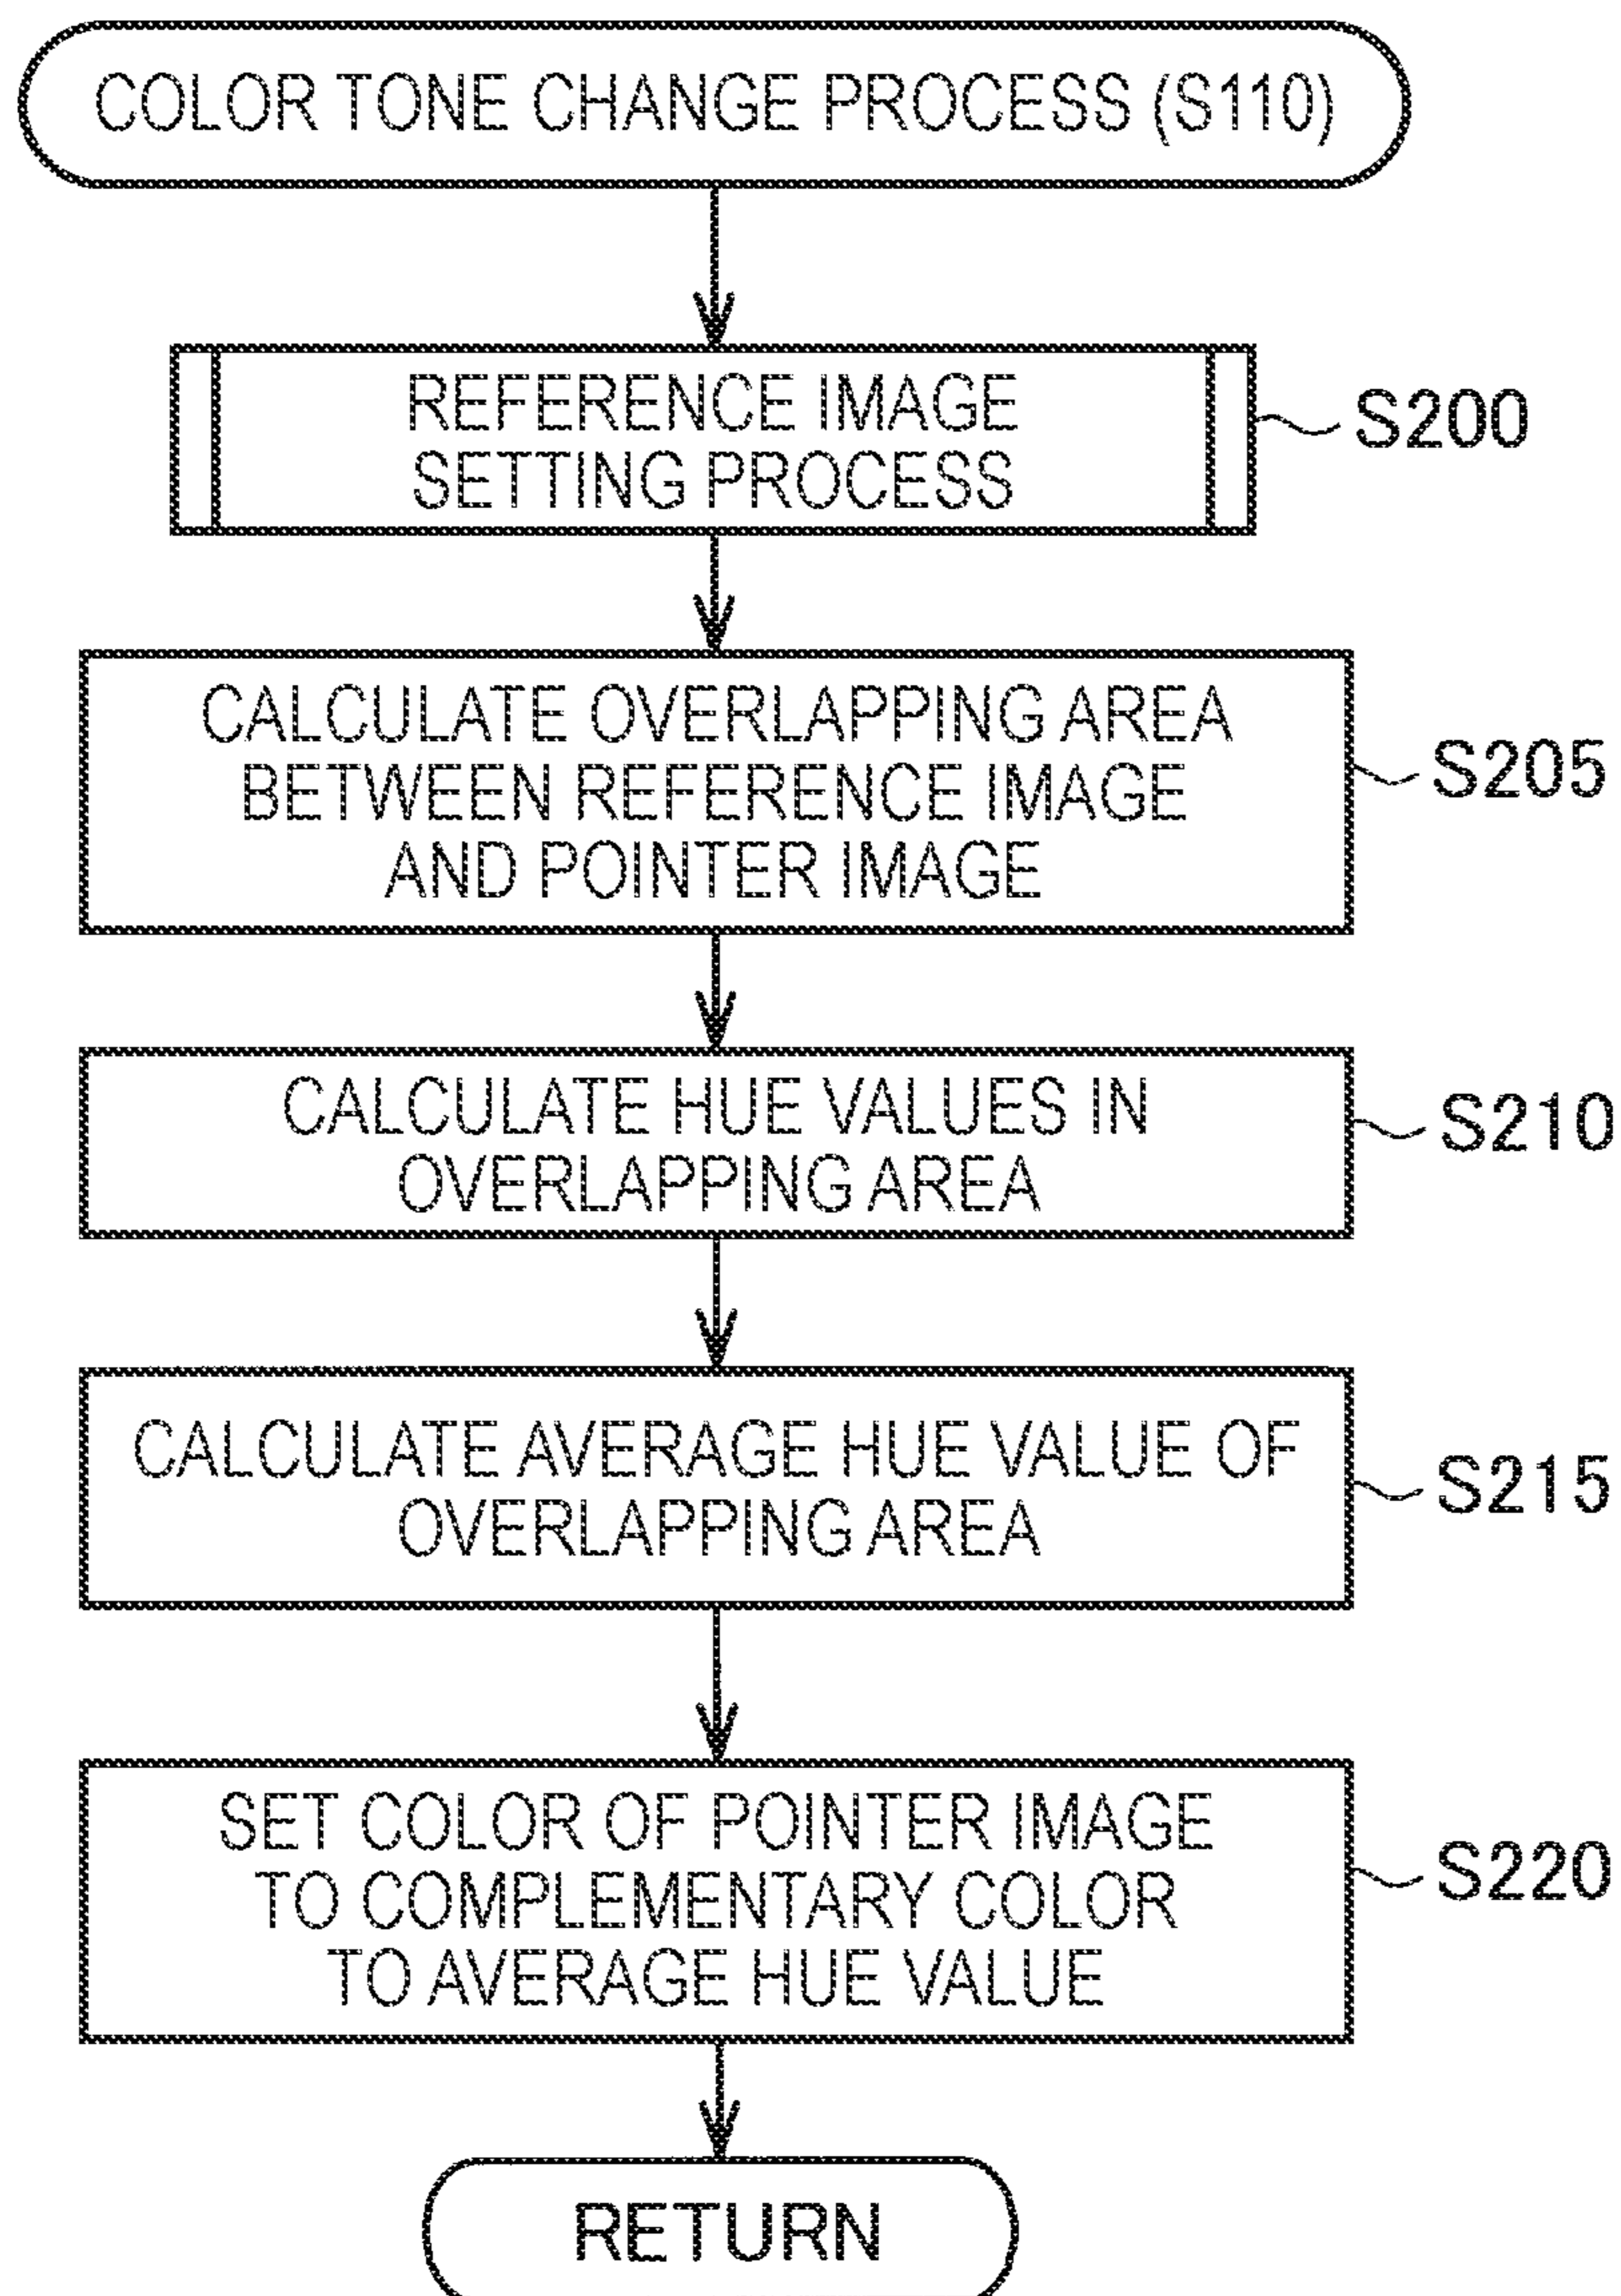 COLOR TONE CHANGE PROCESS (S110)
REFERENCE IMAGE
SETTING PROCESS
S200
CALCULATE OVERLAPPING AREA
BETWEEN REFERENCE IMAGE
AND POINTER IMAGE
S205
CALCULATE HUE VALUES IN
OVERLAPPING AREA
S210
CALCULATE AVERAGE HUE VALUE OF
OVERLAPPING AREA
S215
SET COLOR OF POINTER IMAGE
TO COMPLEMENTARY COLOR
TO AVERAGE HUE VALUE
S220
RETURN